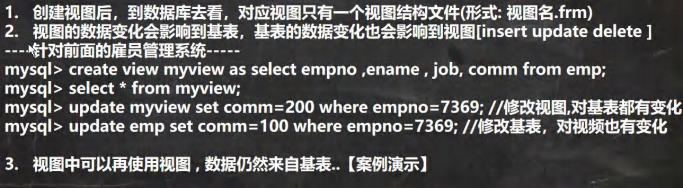 1. 创建视图后，到数据库去看，对应视图只有一个视图结构文件(形式: 视图名.frm)
2. 视图的数据变化会影响到基表，基表的数据变化也会影响到视图[insert update delete ]
----针对前面的雇员管理系统-----
mysql> create view myview as select empno ,ename , job, comm from emp;
mysql> select * from myview;
mysql> update myview set comm=200 where empno=7369; //修改视图,对基表都有变化
mysql> update emp set comm=100 where empno=7369; //修改基表，对视频也有变化
3. 视图中可以再使用视图 , 数据仍然来自基表..【案例演示】